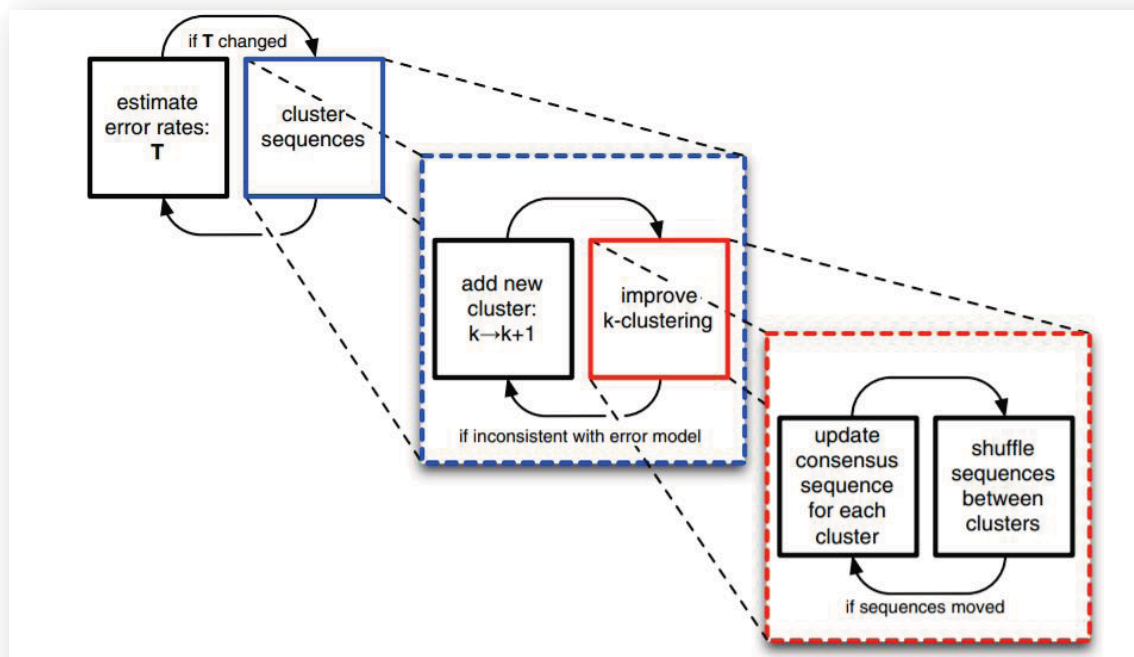 if T changed
estimate
error rates:
T
cluster
sequences
add new
cluster:
k→k+1
improve
k-clustering
if inconsistent with error model
update
consensus
sequence
for each
cluster
shuffle
sequences
between
clusters
if sequences moved